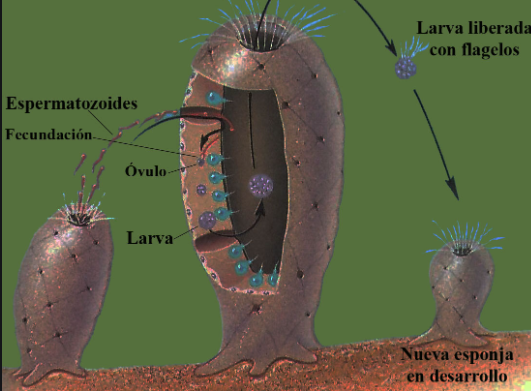 Larva liberada
con flagelos
Espermatozoides
Fecundación
Óvulo
Larva
Nueva esponja
en desarrollo